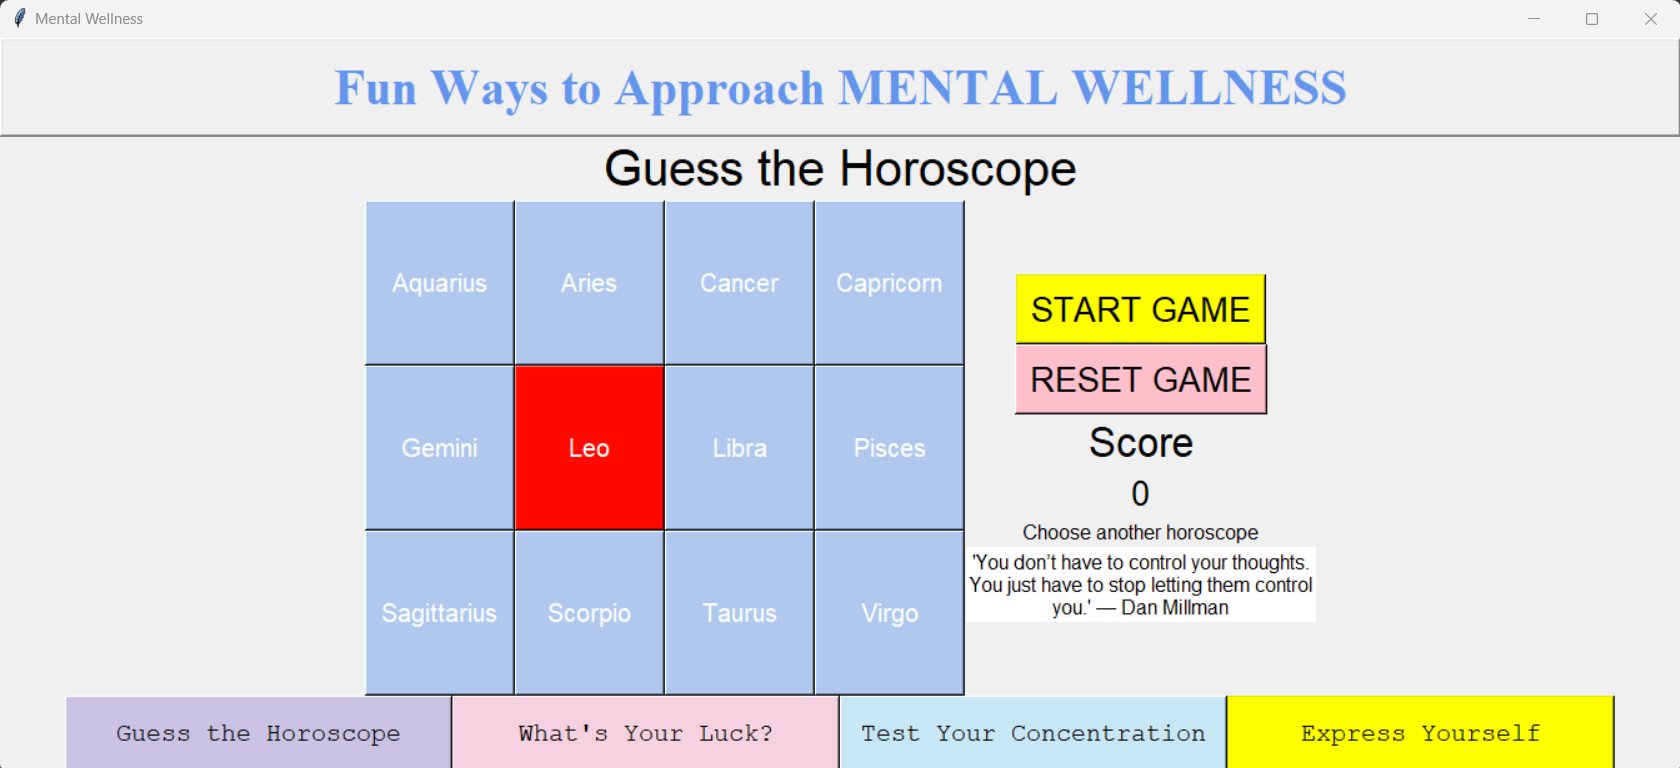 Mental Wellness
Fun Ways to Approach MENTAL WELLNESS
Guess the Horoscope
Aquarius Aries Cancer Capricorn
Gemini Leo Libra Pisces
Sagittarius Scorpio Taurus Virgo
START GAME
RESET GAME
Score
0
Choose another horoscope
'You don’t have to control your thoughts.
You just have to stop letting them control
you.' — Dan Millman
Guess the Horoscope What's Your Luck? Test Your Concentration Express Yourself